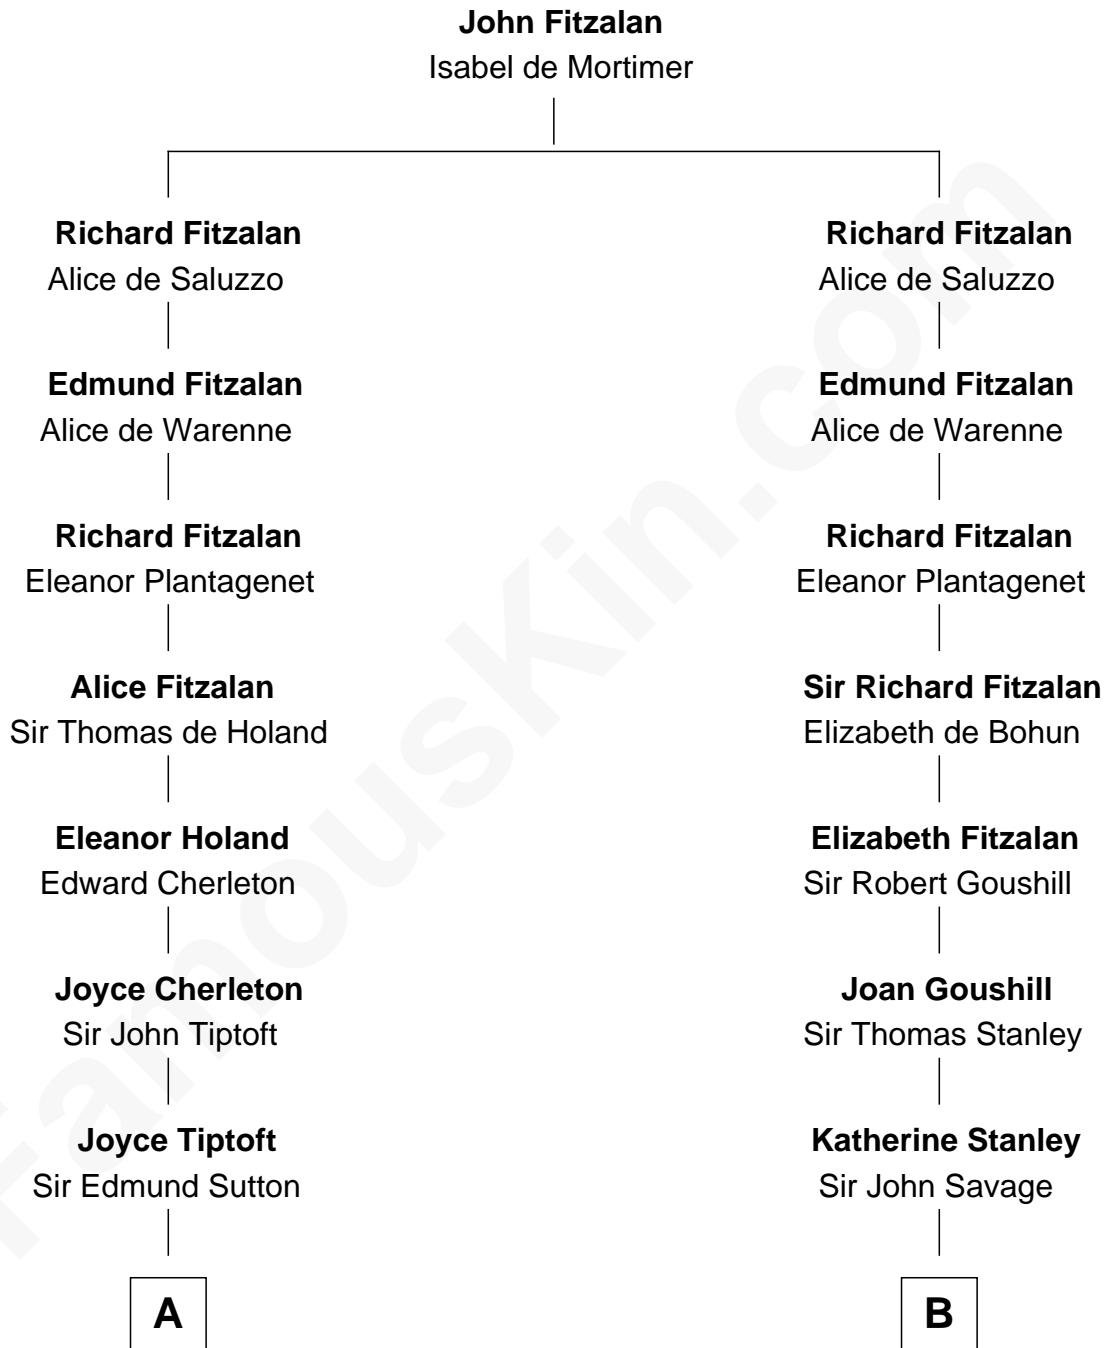 John Fitzalan
Isabel de Mortimer
Richard Fitzalan
Alice de Saluzzo
Richard Fitzalan
Alice de Saluzzo
Edmund Fitzalan
Alice de Warenne
Edmund Fitzalan
Alice de Warenne
Richard Fitzalan
Eleanor Plantagenet
Richard Fitzalan
Eleanor Plantagenet
Alice Fitzalan
Sir Thomas de Holand
Sir Richard Fitzalan
Elizabeth de Bohun
Eleanor Holand
Edward Cherleton
Elizabeth Fitzalan
Sir Robert Goushill
Joyce Cherleton
Sir John Tiptoft
Joan Goushill
Sir Thomas Stanley
Joyce Tiptoft
Sir Edmund Sutton
Katherine Stanley
Sir John Savage
A
B
FamousKin.com